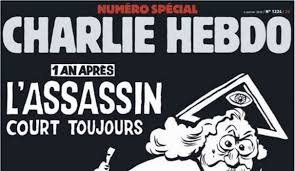 NUMÉRO SPÉCIAL
CHARLIE HEBDO
1 AN APRÈS
L'ASSASSIN
COURT TOUJOURS